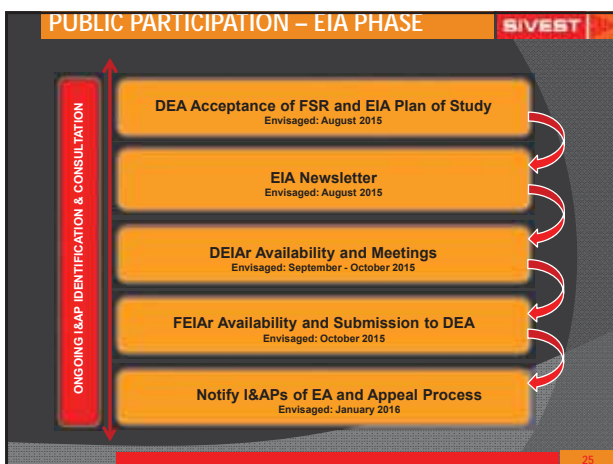 PUBLIC PARTICIPATION – EIA PHASE
SIVEST
ONGOING I&AP IDENTIFICATION & CONSULTATION
DEA Acceptance of FSR and EIA Plan of Study
Envisaged: August 2015
EIA Newsletter
Envisaged: August 2015
DEIAr Availability and Meetings
Envisaged: September - October 2015
FEIAr Availability and Submission to DEA
Envisaged: October 2015
Notify I&APs of EA and Appeal Process
Envisaged: January 2016
25